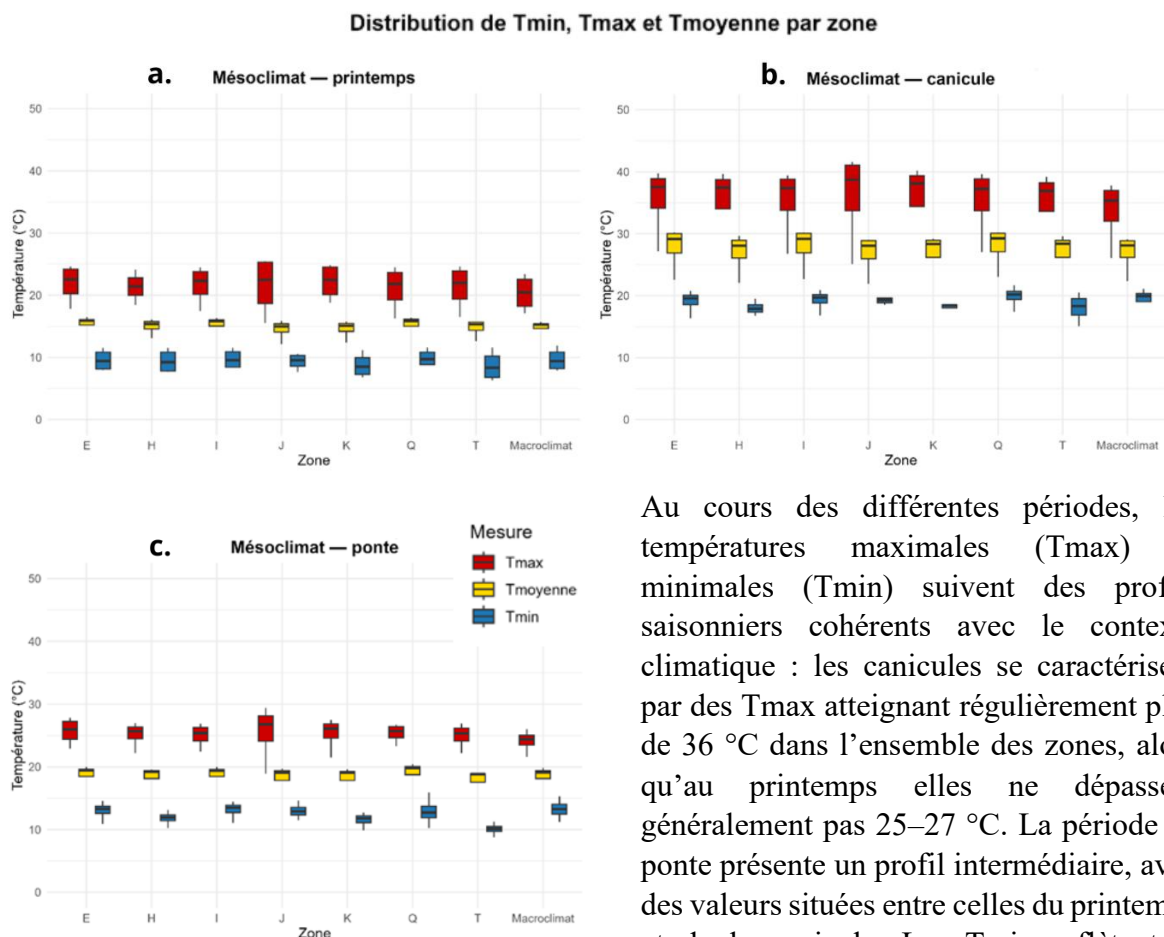 Distribution de Tmin, Tmax et Tmoyenne par zone
a. Mésoclimat — printemps
50
40
30
20
10
0
Température (°C)
E H I J K Q T Macroclimat
Zone
b. Mésoclimat — canicule
50
40
30
20
10
0
Température (°C)
E H I J K Q T Macroclimat
Zone
c. Mésoclimat — ponte
50
40
30
20
10
0
Température (°C)
E H I J K Q T Macroclimat
Zone
Mesure
Tmax
Tmoyenne
Tmin
Au cours des différentes périodes,
températures maximales (Tmax)
minimales (Tmin) suivent des
saisonniers cohérents avec le
climatique : les canicules se
par des Tmax atteignant régulièrement
de 36 °C dans l'ensemble des zones,
qu'au printemps elles ne
généralement pas 25–27 °C. La période
ponte présente un profil intermédiaire,
des valeurs situées entre celles du